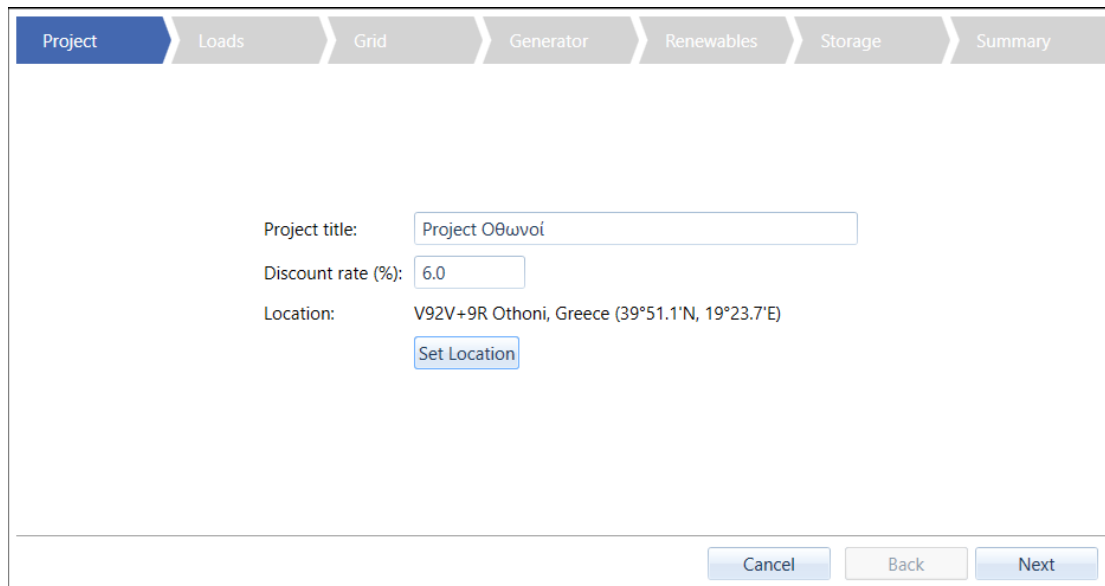 Project Loads Grid Generator Renewables Storage Summary
Project title: Project Οθωνοί
Discount rate (%): 6.0
Location: V92V+9R Othoni, Greece (39°51.1'N, 19°23.7'E)
Set Location
Cancel Back Next